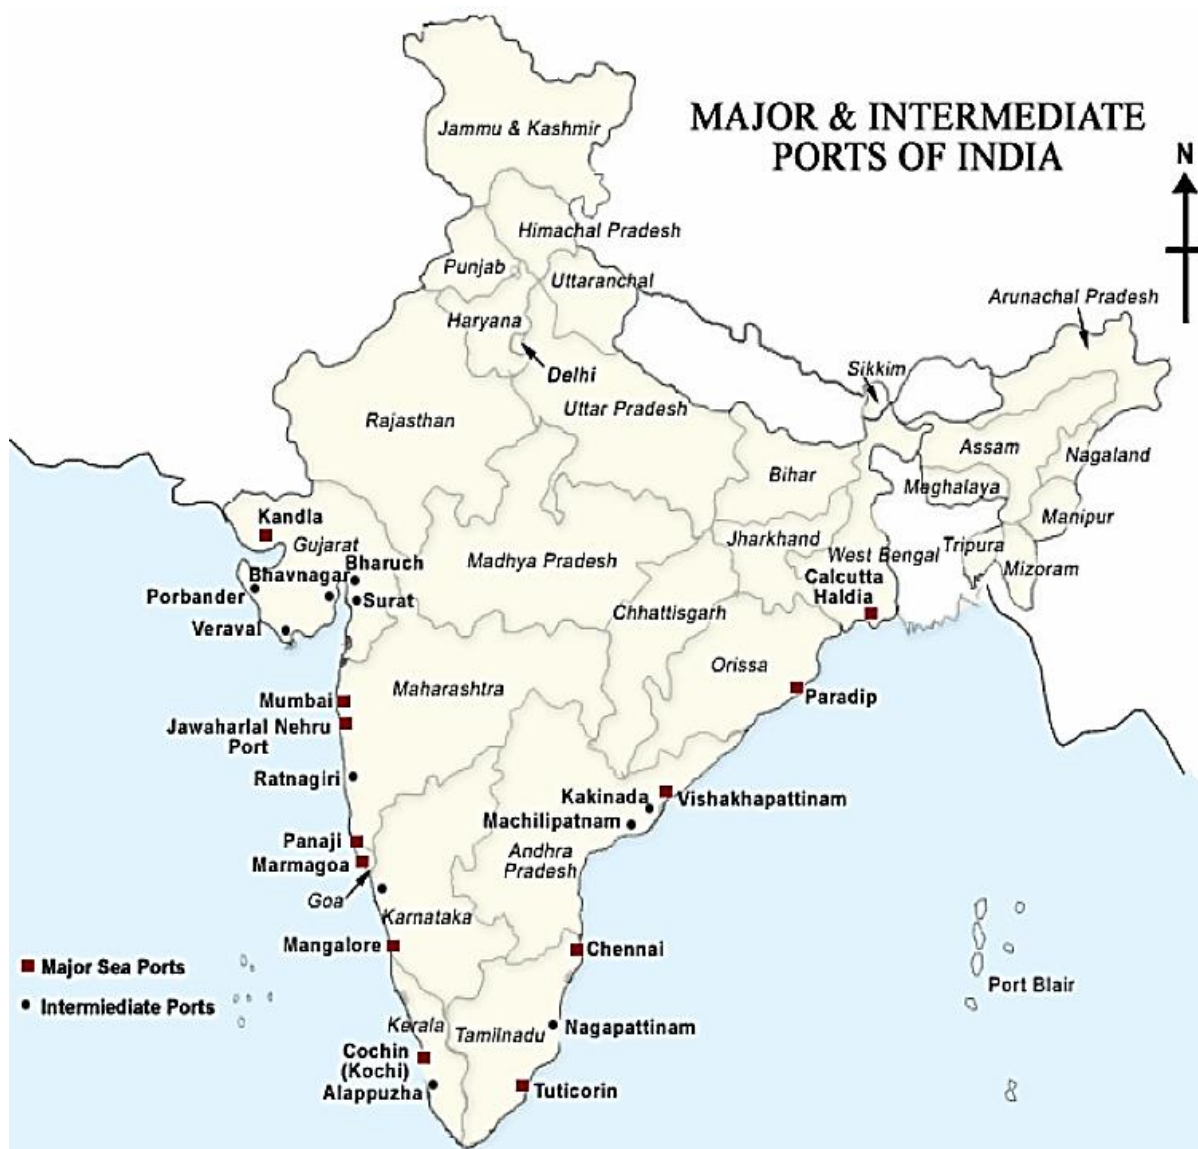 MAJOR & INTERMEDIATE
PORTS OF INDIA
N
Jammu & Kashmir
Himachal Pradesh
Punjab
Uttaranchal
Haryana
Arunachal Pradesh
Delhi
Sikkim
Uttar Pradesh
Rajasthan
Assam
Nagaland
Bihar
Meghalaya
Kandla
Manipur
Gujarat
Jharkhand
Tripura
West Bengal
Madhya Pradesh
Bharuch
Mizoram
Bhavnagar
Calcutta
Haldia
Porbander
Surat
Chhattisgarh
Veraval
Orissa
Maharashtra
Mumbai
Paradip
Jawaharlal Nehru
Port
Ratnagiri
Kakinada
Vishakhapattinam
Machilipatnam
Panaji
Andhra
Pradesh
Marmagoa
Goa
Karnataka
Mangalore
Chennai
Major Sea Ports
Port Blair
Intermiediate Ports
Kerala
Tamilnadu
Nagapattinam
Cochin
(Kochi)
Alappuzha
Tuticorin